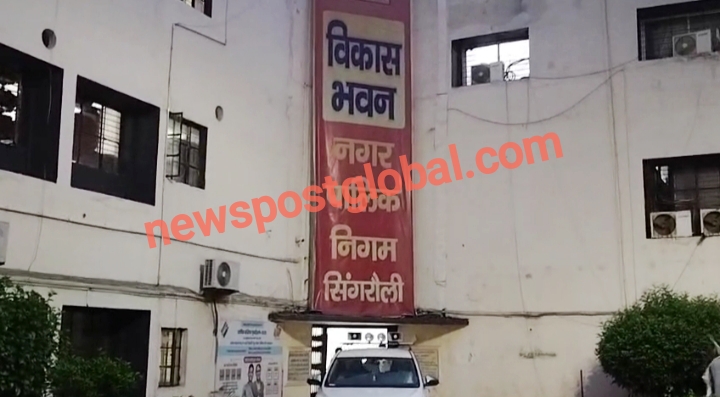 विकास
भवन
नगर
पालिक
निगम
सिंगरौली
newspostglobal.com